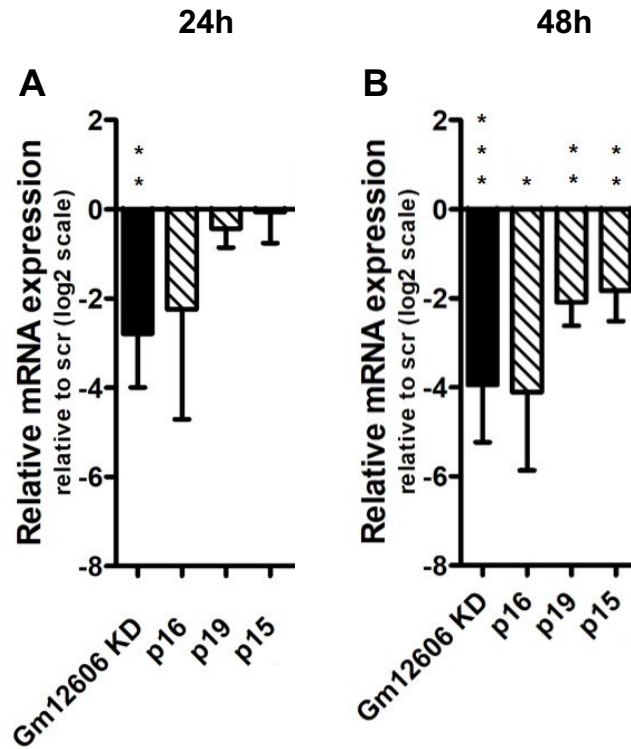 24h
48h
A
B
Relative mRNA expression
relative to scr (log2 scale)
2
0
-2
-4
-6
-8
*
*
Gm12606 KD
p16
p19
p15
Relative mRNA expression
relative to scr (log2 scale)
2
0
-2
-4
-6
-8
*
* *
* *
* * * *
* *
Gm12606 KD
p16
p19
p15